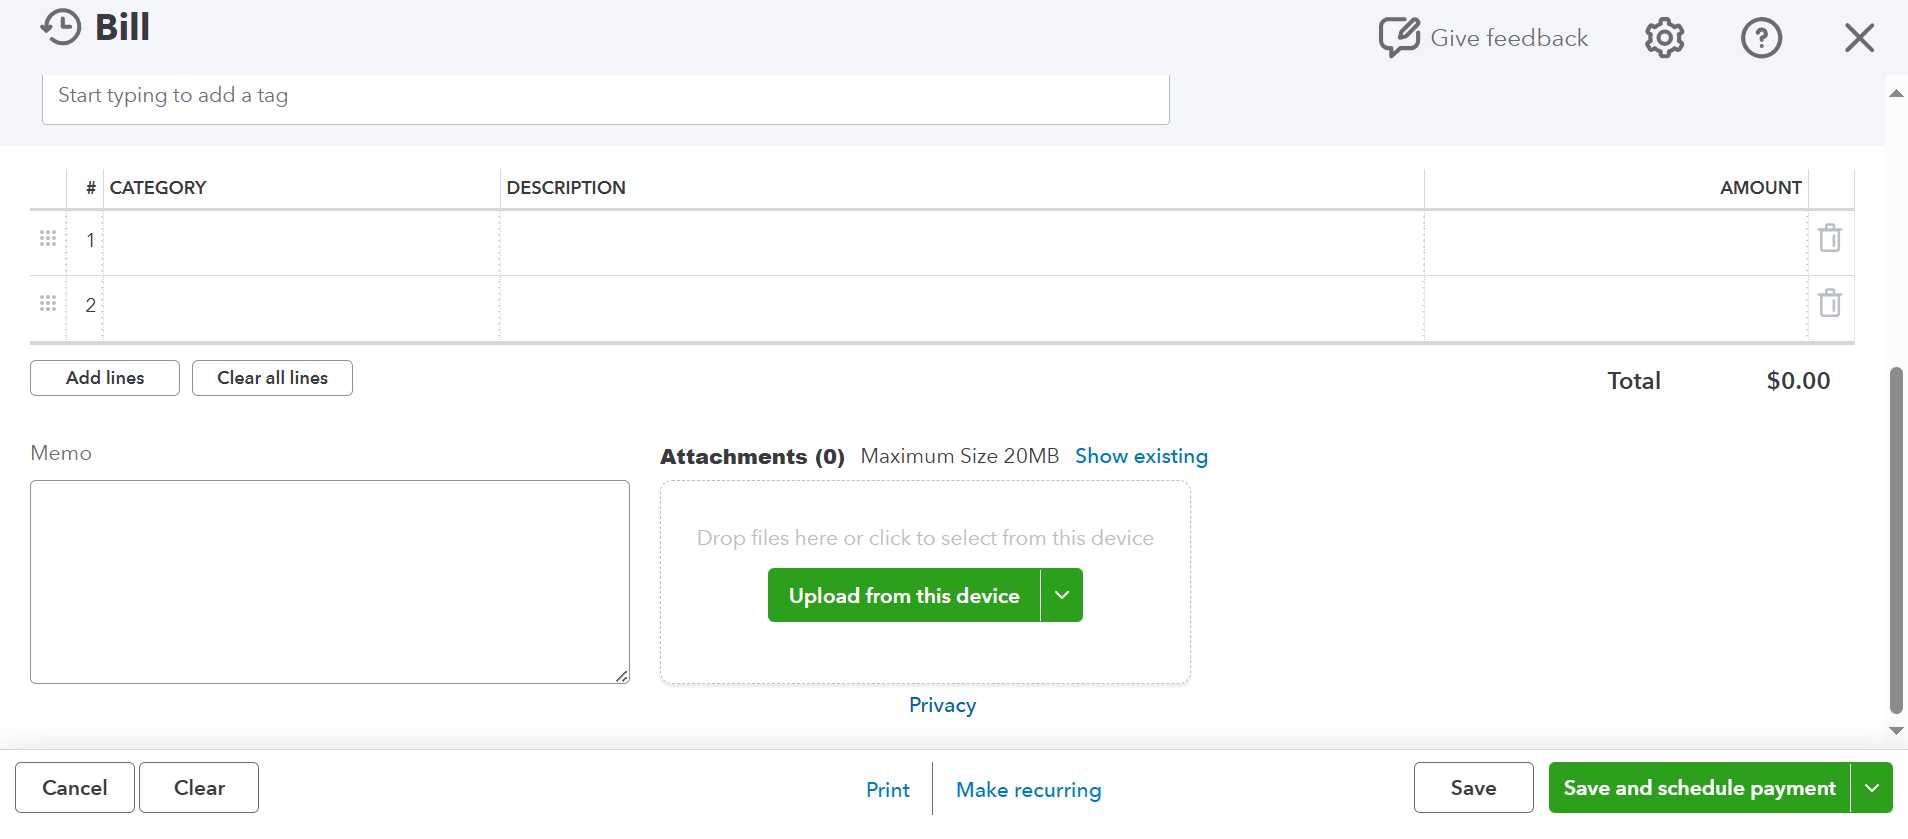 Bill
Give feedback
Start typing to add a tag
# CATEGORY DESCRIPTION AMOUNT
1
2
Add lines Clear all lines Total $0.00
Memo
Attachments (0) Maximum Size 20MB Show existing
Drop files here or click to select from this device
Upload from this device
Privacy
Cancel Clear Print Make recurring Save Save and schedule payment